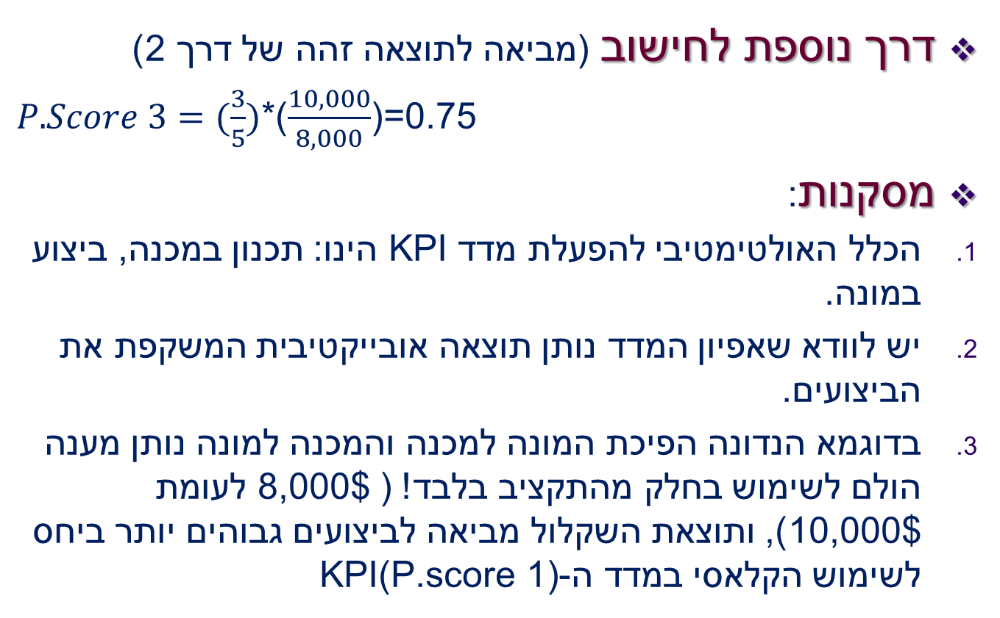 ❖ דרך נוספת לחישוב (מביאה לתוצאה זהה של דרך 2)
P.Score 3 = (3/5)*(10,000/8,000)=0.75
❖ מסקנות:
1. הכלל האולטימטיבי להפעלת מדד KPI הינו: תכנון במכנה, ביצוע
במונה.
2. יש לוודא שאפיון המדד נותן תוצאה אובייקטיבית המשקפת את
הביצועים.
3. בדוגמא הנדונה הפיכת המונה למכנה והמכנה למונה נותן מענה
הולם לשימוש בחלק מהתקציב בלבד! ( 8,000$ לעומת
10,000$), ותוצאת השקלול מביאה לביצועים גבוהים יותר ביחס
לשימוש הקלאסי במדד ה-KPI(P.score 1)